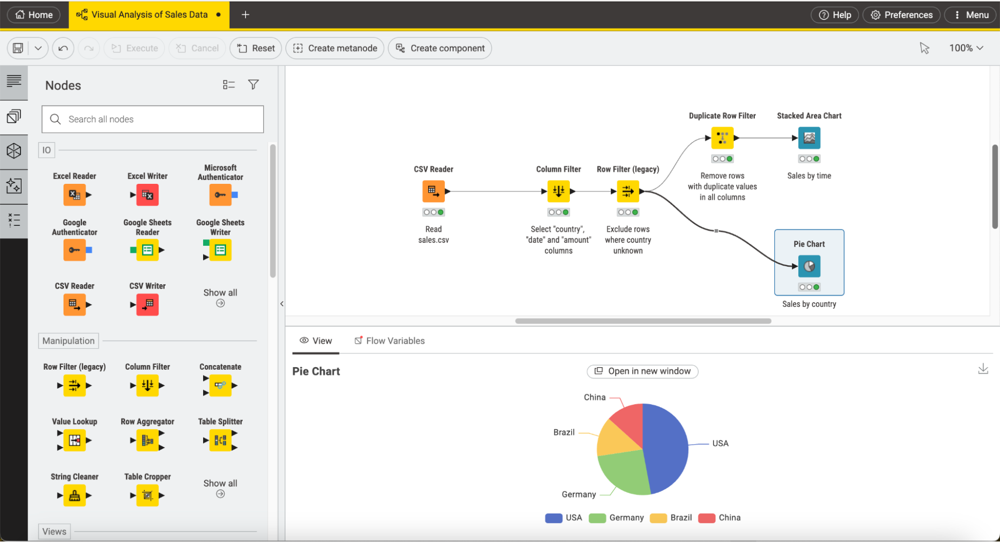 Home
Visual Analysis of Sales Data
Help
Preferences
Menu
Execute
Cancel
Reset
Create metanode
Create component
100%
Nodes
Search all nodes
IO
Excel Reader
Excel Writer
Microsoft
Authenticator
Google
Authenticator
Google Sheets
Reader
Google Sheets
Writer
CSV Reader
CSV Writer
Show all
Manipulation
Row Filter (legacy)
Column Filter
Concatenate
Value Lookup
Row Aggregator
Table Splitter
String Cleaner
Table Cropper
Show all
Views
Duplicate Row Filter
Remove rows
with duplicate values
in all columns
Stacked Area Chart
Sales by time
CSV Reader
Read
sales.csv
Column Filter
Select "country",
"date" and "amount"
columns
Row Filter (legacy)
Exclude rows
where country
unknown
Pie Chart
Sales by country
View
Flow Variables
Pie Chart
Open in new window
China
Brazil
USA
Germany
USA
Germany
Brazil
China